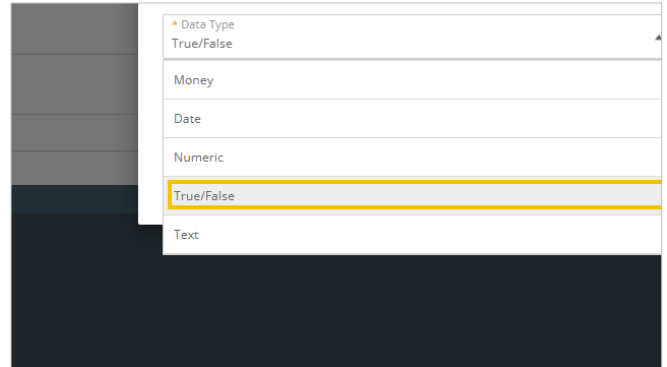 * Data Type
True/False
Money
Date
Numeric
True/False
Text